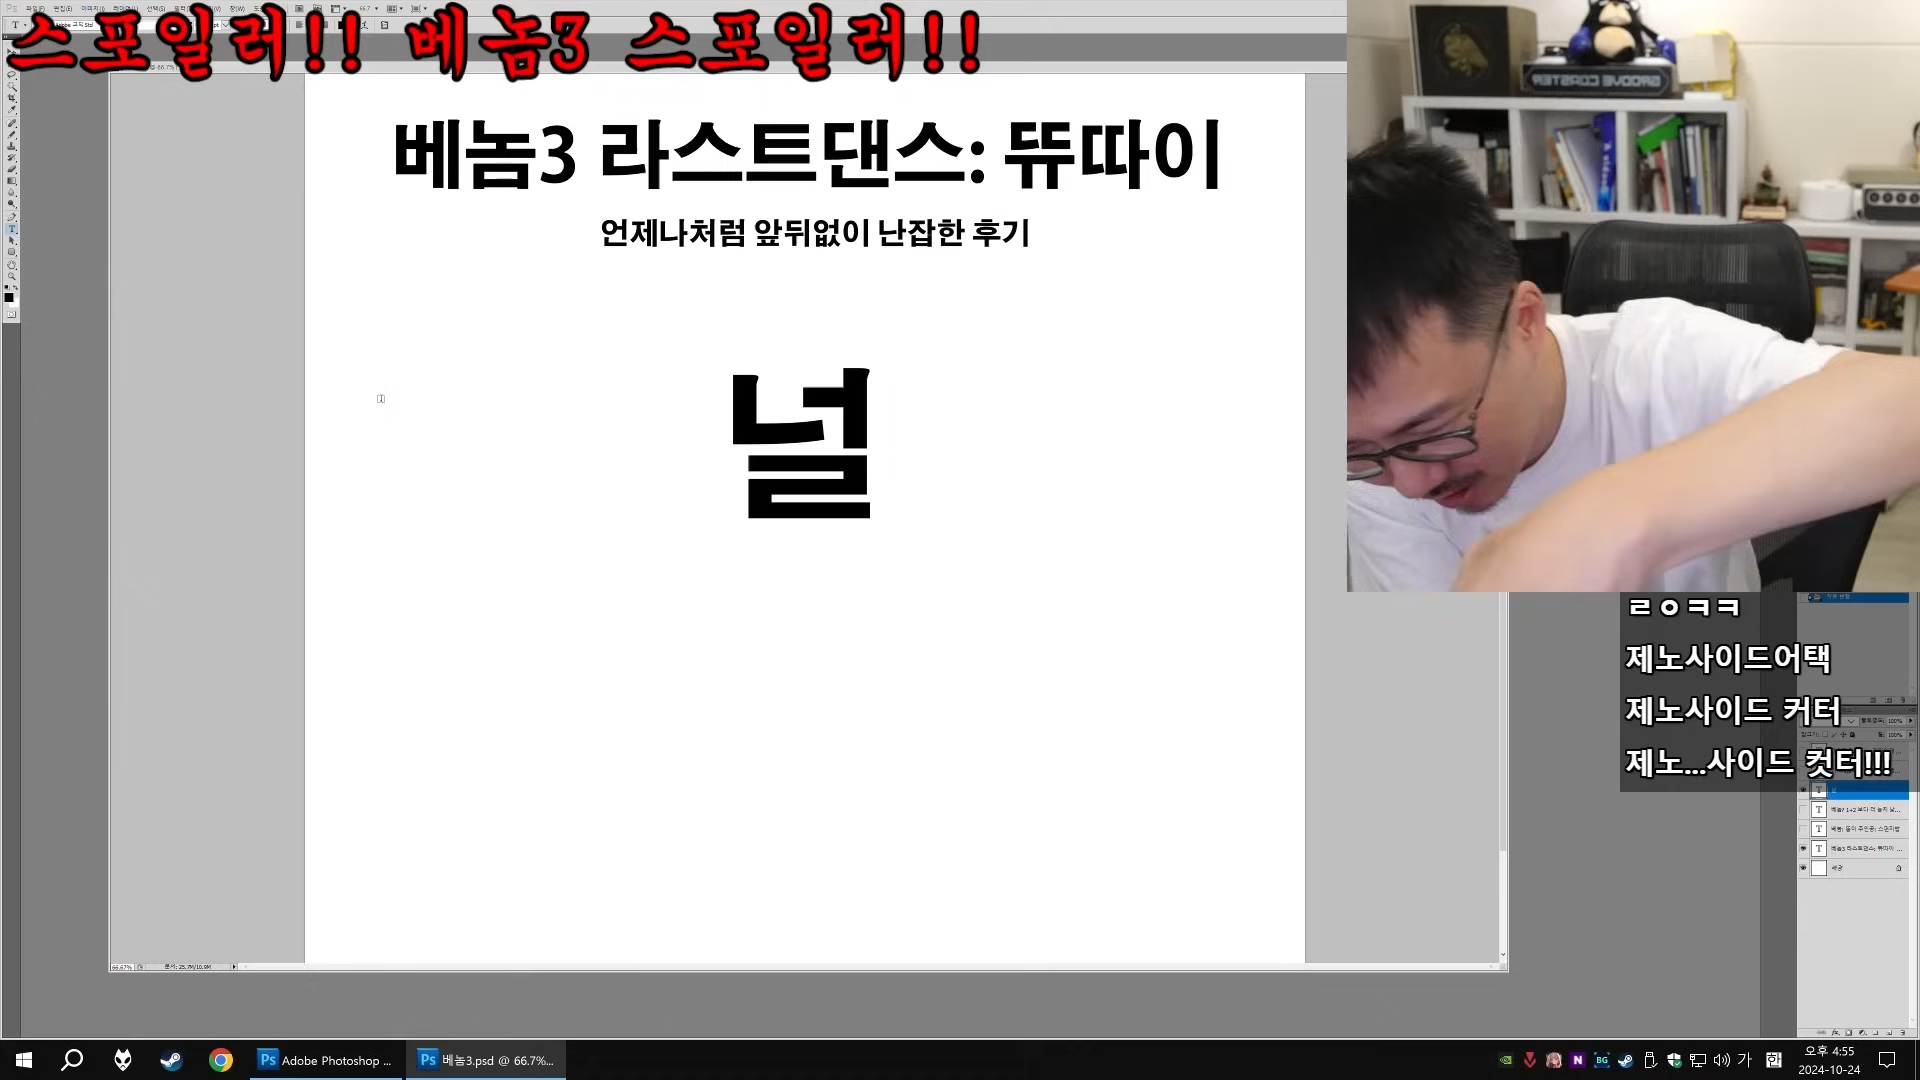 스포일러!! 베놈3 스포일러!!
베놈3 라스트댄스: 뜌따이
언제나처럼 앞뒤없이 난잡한 후기
널
ㄹㅇㅋㅋ
제노사이드어택
제노사이드 커터
제노...사이드 컷터!!!
66.67%
Adobe Photoshop ...
베놈3.psd @ 66.7%...
오후 4:55
2024-10-24